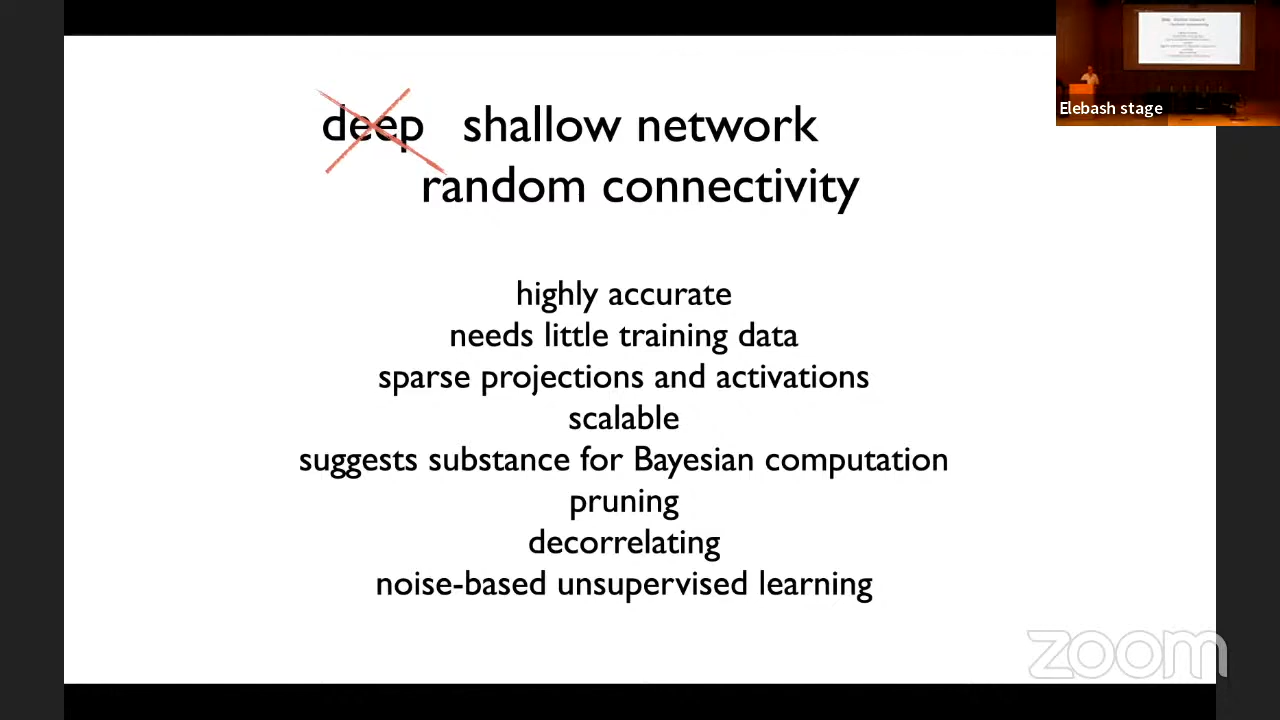 deep shallow network
random connectivity
highly accurate
needs little training data
sparse projections and activations
scalable
suggests substance for Bayesian computation
pruning
decorrelating
noise-based unsupervised learning
Elebash stage
zoom